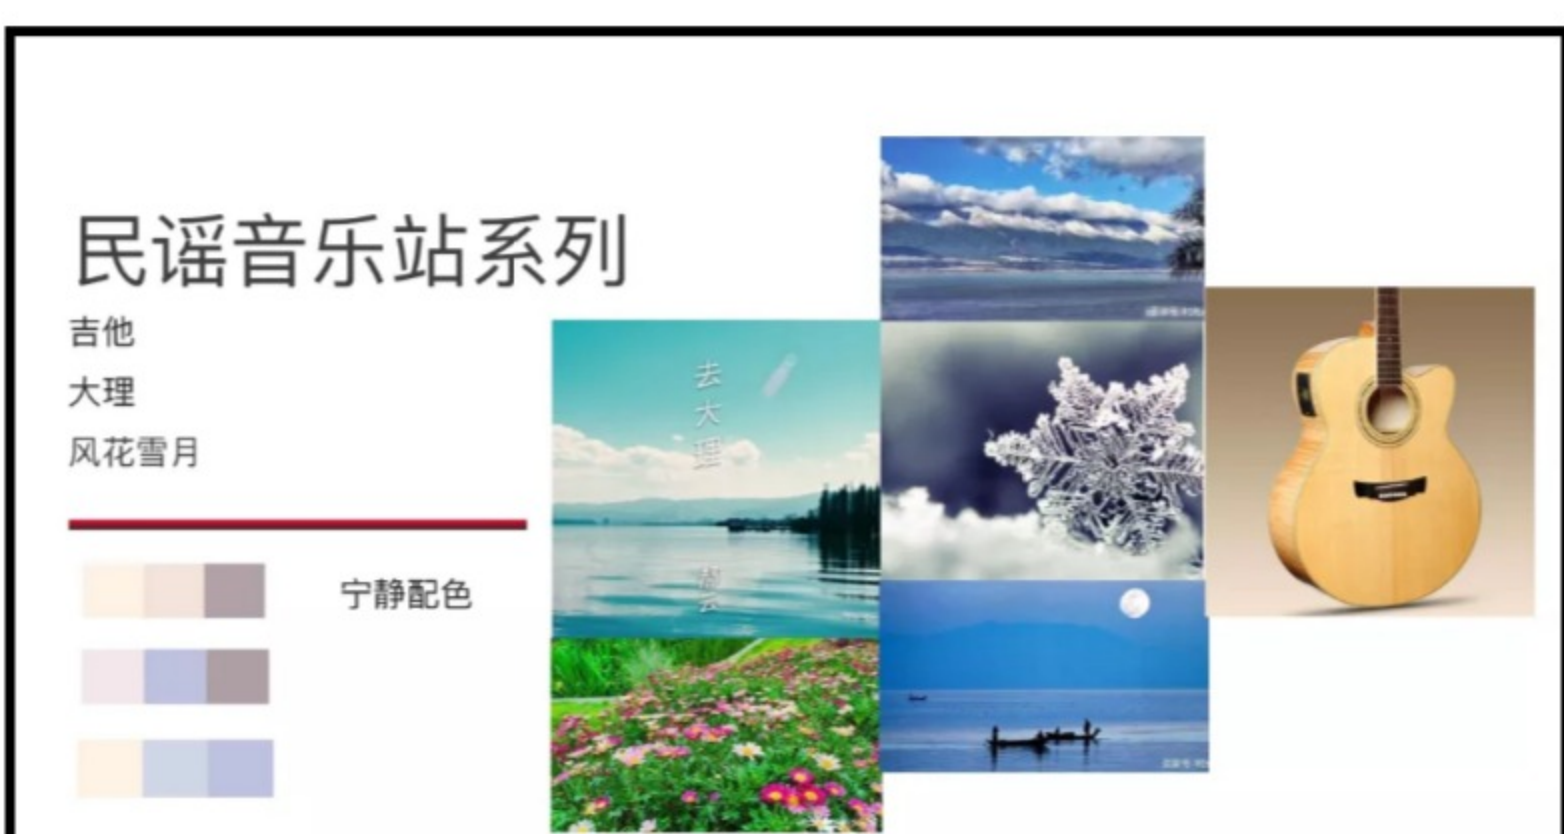 民谣音乐站系列
吉他
大理
风花雪月
宁静配色
去大理